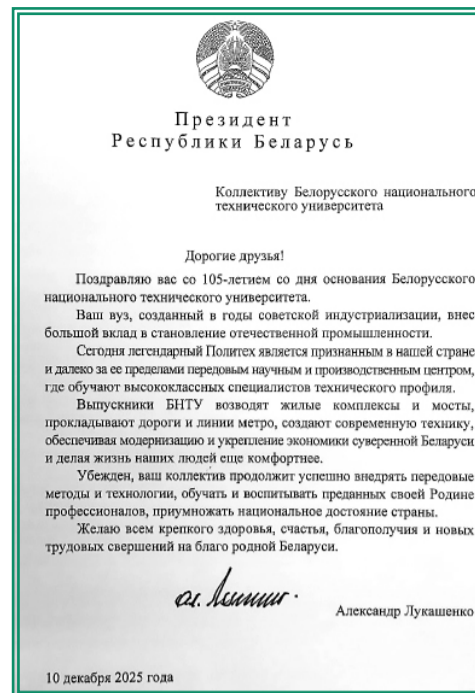 Президент
Республики Беларусь
Коллективу Белорусского национального
технического университета
Дорогие друзья!
Поздравляю вас со 105-летием со дня основания Белорусского
национального технического университета.
Ваш вуз, созданный в годы советской индустриализации, внес
большой вклад в становление отечественной промышленности.
Сегодня легендарный Политех является признанным в нашей стране
и далеко за ее пределами передовым научным и производственным центром,
где обучают высококлассных специалистов технического профиля.
Выпускники БНТУ возводят жилые комплексы и мосты,
прокладывают дороги и линии метро, создают современную технику,
обеспечивая модернизацию и укрепление экономики суверенной Беларуси
и делая жизнь наших людей еще комфортнее.
Убежден, ваш коллектив продолжит успешно внедрять передовые
методы и технологии, обучать и воспитывать преданных своей Родине
профессионалов, приумножать национальное достояние страны.
Желаю всем крепкого здоровья, счастья, благополучия и новых
трудовых свершений на благо родной Беларуси.
Александр Лукашенко
10 декабря 2025 года